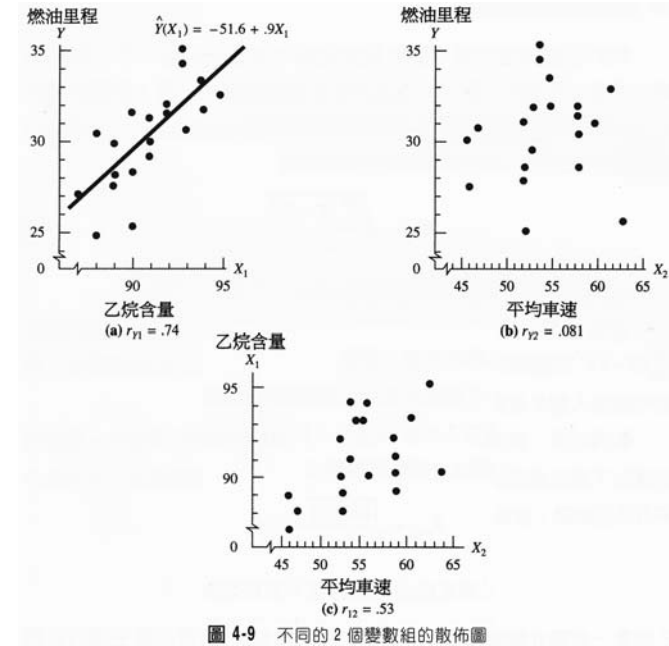 燃油里程
Y
Ŷ(X₁) = −51.6 + .9X₁
35
30
25
0
90
95
X₁
乙烷含量
(a) r_Y1 = .74
燃油里程
Y
35
30
25
0
45
50
55
60
65
X₂
平均車速
(b) r_Y2 = .081
乙烷含量
X₁
95
90
0
45
50
55
60
65
X₂
平均車速
(c) r₁₂ = .53
圖 4-9 不同的 2 個變數組的散佈圖